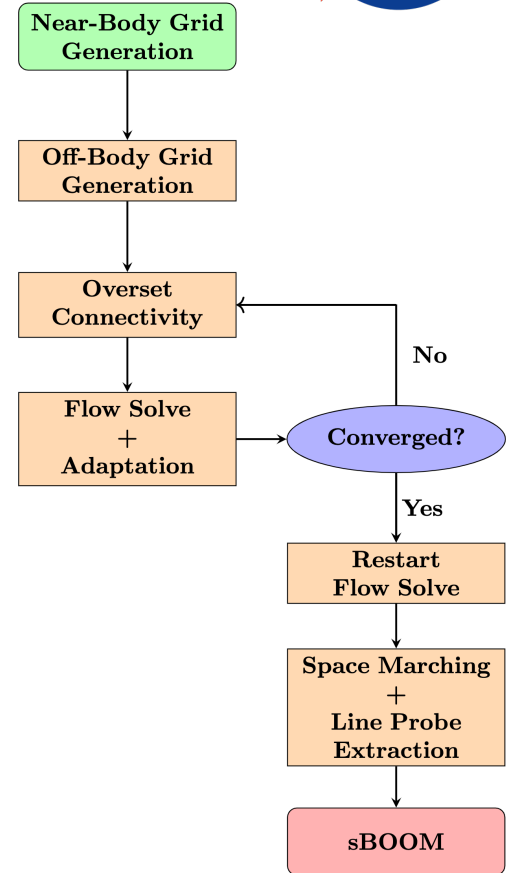 Near-Body Grid
Generation
Off-Body Grid
Generation
Overset
Connectivity
No
Flow Solve
+
Adaptation
Converged?
Yes
Restart
Flow Solve
Space Marching
+
Line Probe
Extraction
sBOOM